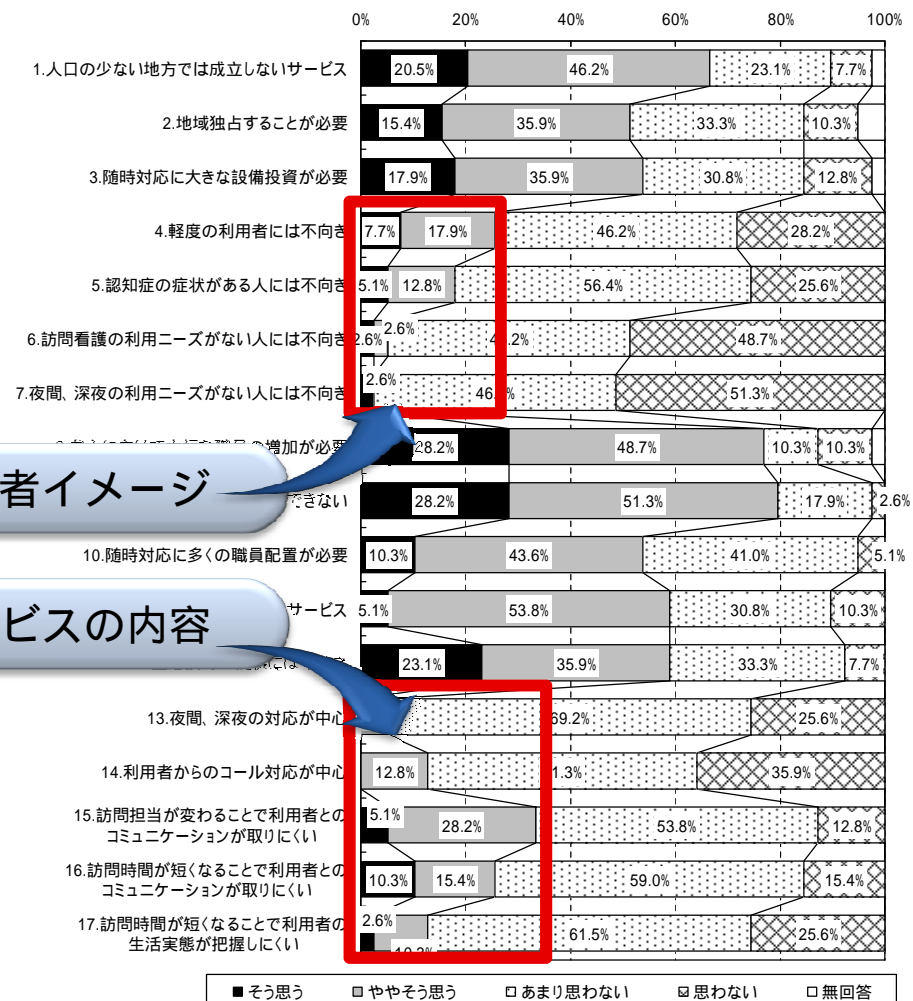 0% 20% 40% 60% 80% 100%
1.人口の少ない地方では成立しないサービス 20.5% 46.2% 23.1% 7.7%
2.地域独占することが必要 15.4% 35.9% 33.3% 10.3%
3.随時対応に大きな設備投資が必要 17.9% 35.9% 30.8% 12.8%
4.軽度の利用者には不向き 7.7% 17.9% 46.2% 28.2%
5.認知症の症状がある人には不向き 5.1% 12.8% 56.4% 25.6%
6.訪問看護の利用ニーズがない人には不向き 2.6% 2.6% 48.7%
7.夜間、深夜の利用ニーズがない人には不向き 2.6% 51.3%
増加が必要 28.2% 48.7% 10.3% 10.3%
者イメージ
できない 28.2% 51.3% 17.9% 2.6%
10.随時対応に多くの職員配置が必要 10.3% 43.6% 41.0% 5.1%
サービス 5.1% 53.8% 30.8% 10.3%
ビスの内容
23.1% 35.9% 33.3% 7.7%
13.夜間、深夜の対応が中心 69.2% 25.6%
14.利用者からのコール対応が中心 12.8% 35.9%
15.訪問担当が変わることで利用者との
コミュニケーションが取りにくい 5.1% 28.2% 53.8% 12.8%
16.訪問時間が短くなることで利用者との
コミュニケーションが取りにくい 10.3% 15.4% 59.0% 15.4%
17.訪問時間が短くなることで利用者の
生活実態が把握しにくい 2.6% 61.5% 25.6%
そう思う ややそう思う あまり思わない 思わない 無回答